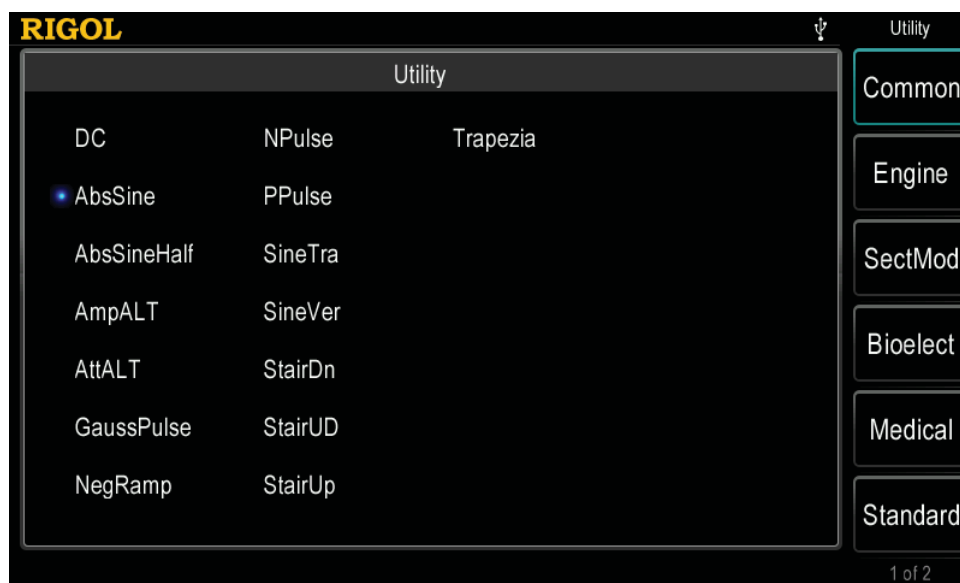 RIGOL
Utility
Utility
DC NPulse Trapezia
AbsSine PPulse
AbsSineHalf SineTra
AmpALT SineVer
AttALT StairDn
GaussPulse StairUD
NegRamp StairUp
Common
Engine
SectMod
Bioelect
Medical
Standard
1 of 2